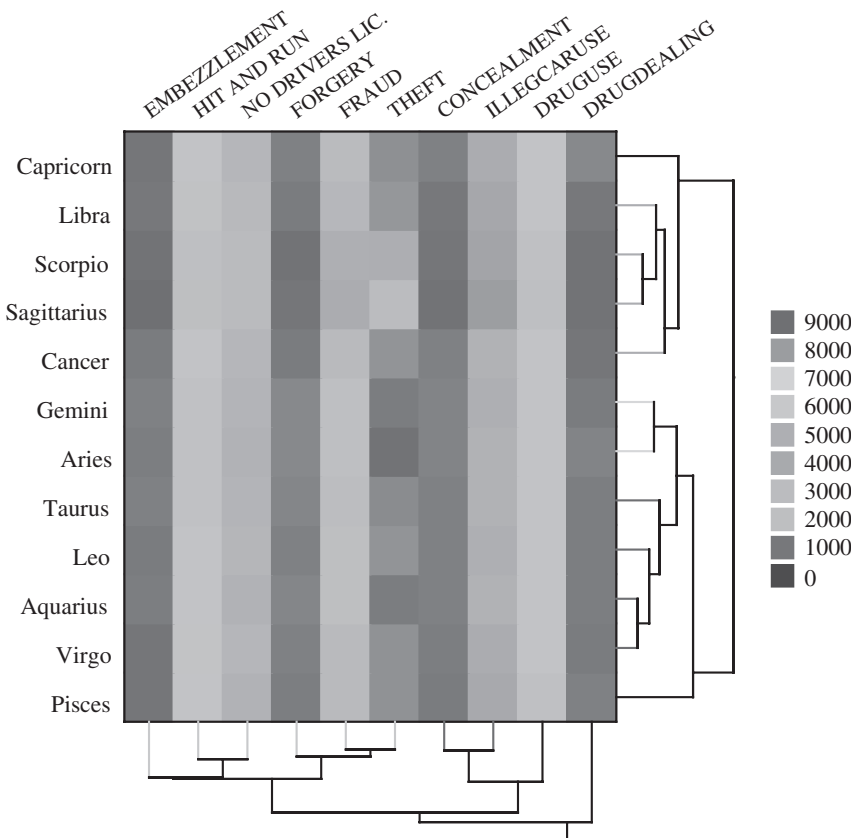 EMBEZZLEMENT
HIT AND RUN
NO DRIVERS LIC.
FORGERY
FRAUD
THEFT
CONCEALMENT
ILLEGCARUSE
DRUGUSE
DRUGDEALING
Capricorn
Libra
Scorpio
Sagittarius
Cancer
Gemini
Aries
Taurus
Leo
Aquarius
Virgo
Pisces
9000
8000
7000
6000
5000
4000
3000
2000
1000
0